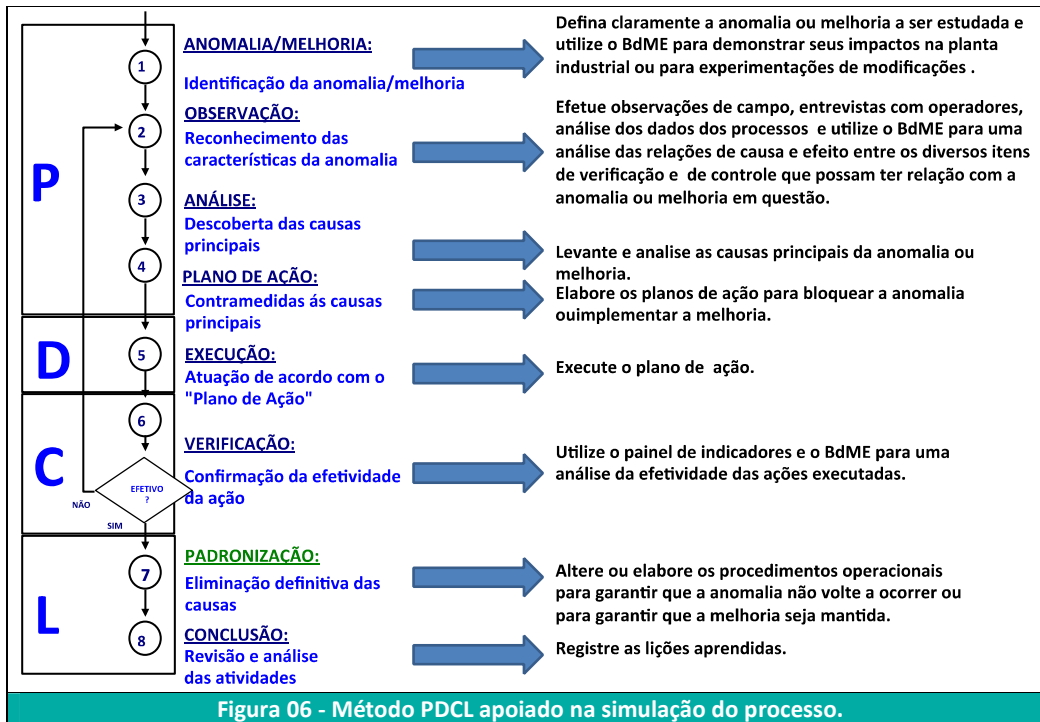 P
1
2
3
4
ANOMALIA/MELHORIA:
Identificação da anomalia/melhoria
Defina claramente a anomalia ou melhoria a ser estudada e
utilize o BdME para demonstrar seus impactos na planta
industrial ou para experimentações de modificações .
OBSERVAÇÃO:
Reconhecimento das
características da anomalia
Efetue observações de campo, entrevistas com operadores,
análise dos dados dos processos e utilize o BdME para uma
análise das relações de causa e efeito entre os diversos itens
de verificação e de controle que possam ter relação com a
anomalia ou melhoria em questão.
ANÁLISE:
Descoberta das causas
principais
Levante e analise as causas principais da anomalia ou
melhoria.
PLANO DE AÇÃO:
Contramedidas ás causas
principais
Elabore os planos de ação para bloquear a anomalia
ouimplementar a melhoria.
D
5
EXECUÇÃO:
Atuação de acordo com o
"Plano de Ação"
Execute o plano de ação.
C
6
EFETIVO
?
NÃO
SIM
VERIFICAÇÃO:
Confirmação da efetividade
da ação
Utilize o painel de indicadores e o BdME para uma
análise da efetividade das ações executadas.
L
7
8
PADRONIZAÇÃO:
Eliminação definitiva das
causas
Altere ou elabore os procedimentos operacionais
para garantir que a anomalia não volte a ocorrer ou
para garantir que a melhoria seja mantida.
CONCLUSÃO:
Revisão e análise
das atividades
Registre as lições aprendidas.
Figura 06 - Método PDCL apoiado na simulação do processo.